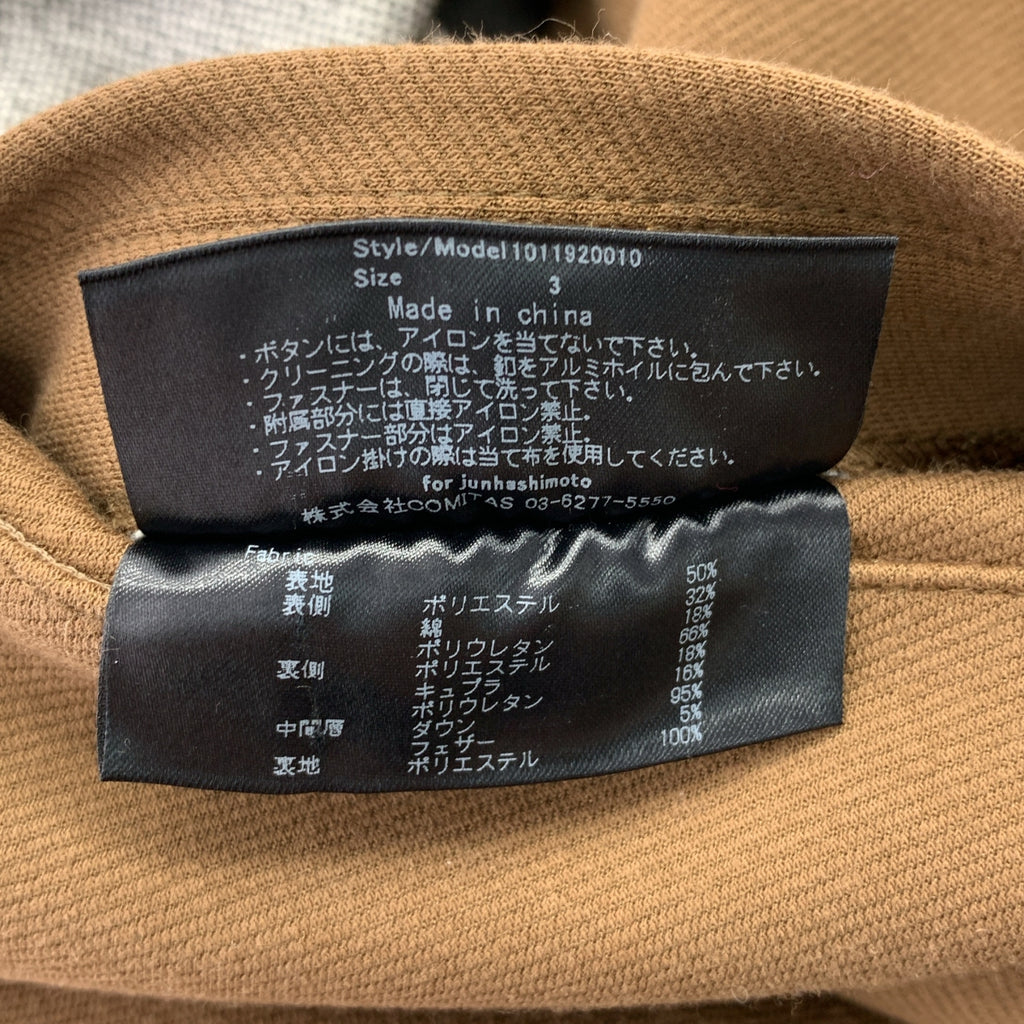 Style/Model1011920010
Size 3
Made in china
・ボタンには、アイロンを当てないで下さい。
・クリーニングの際は、釦をアルミホイルに包んで下さい。
・ファスナーは、閉じて洗って下さい。
・附属部分には直接アイロン禁止。
・ファスナー部分はアイロン禁止。
・アイロン掛けの際は当て布を使用してください。
for junhashimoto
株式会社COMITAS 03-6277-5550
Fabric
表地
表側 ポリエステル 50%
綿 32%
ポリウレタン 18%
裏側 ポリエステル 66%
キュプラ 18%
ポリウレタン 16%
中間層 ダウン 95%
フェザー 5%
裏地 ポリエステル 100%